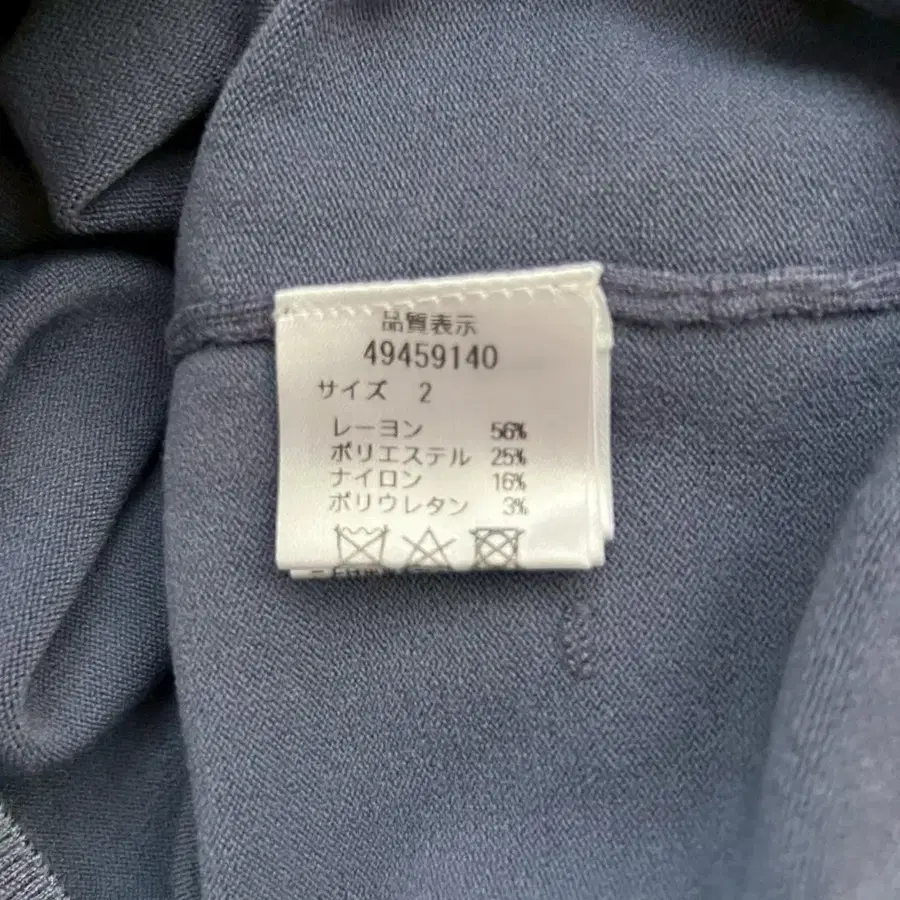 品質表示
49459140
サイズ 2
レーヨン 56%
ポリエステル 25%
ナイロン 16%
ポリウレタン 3%